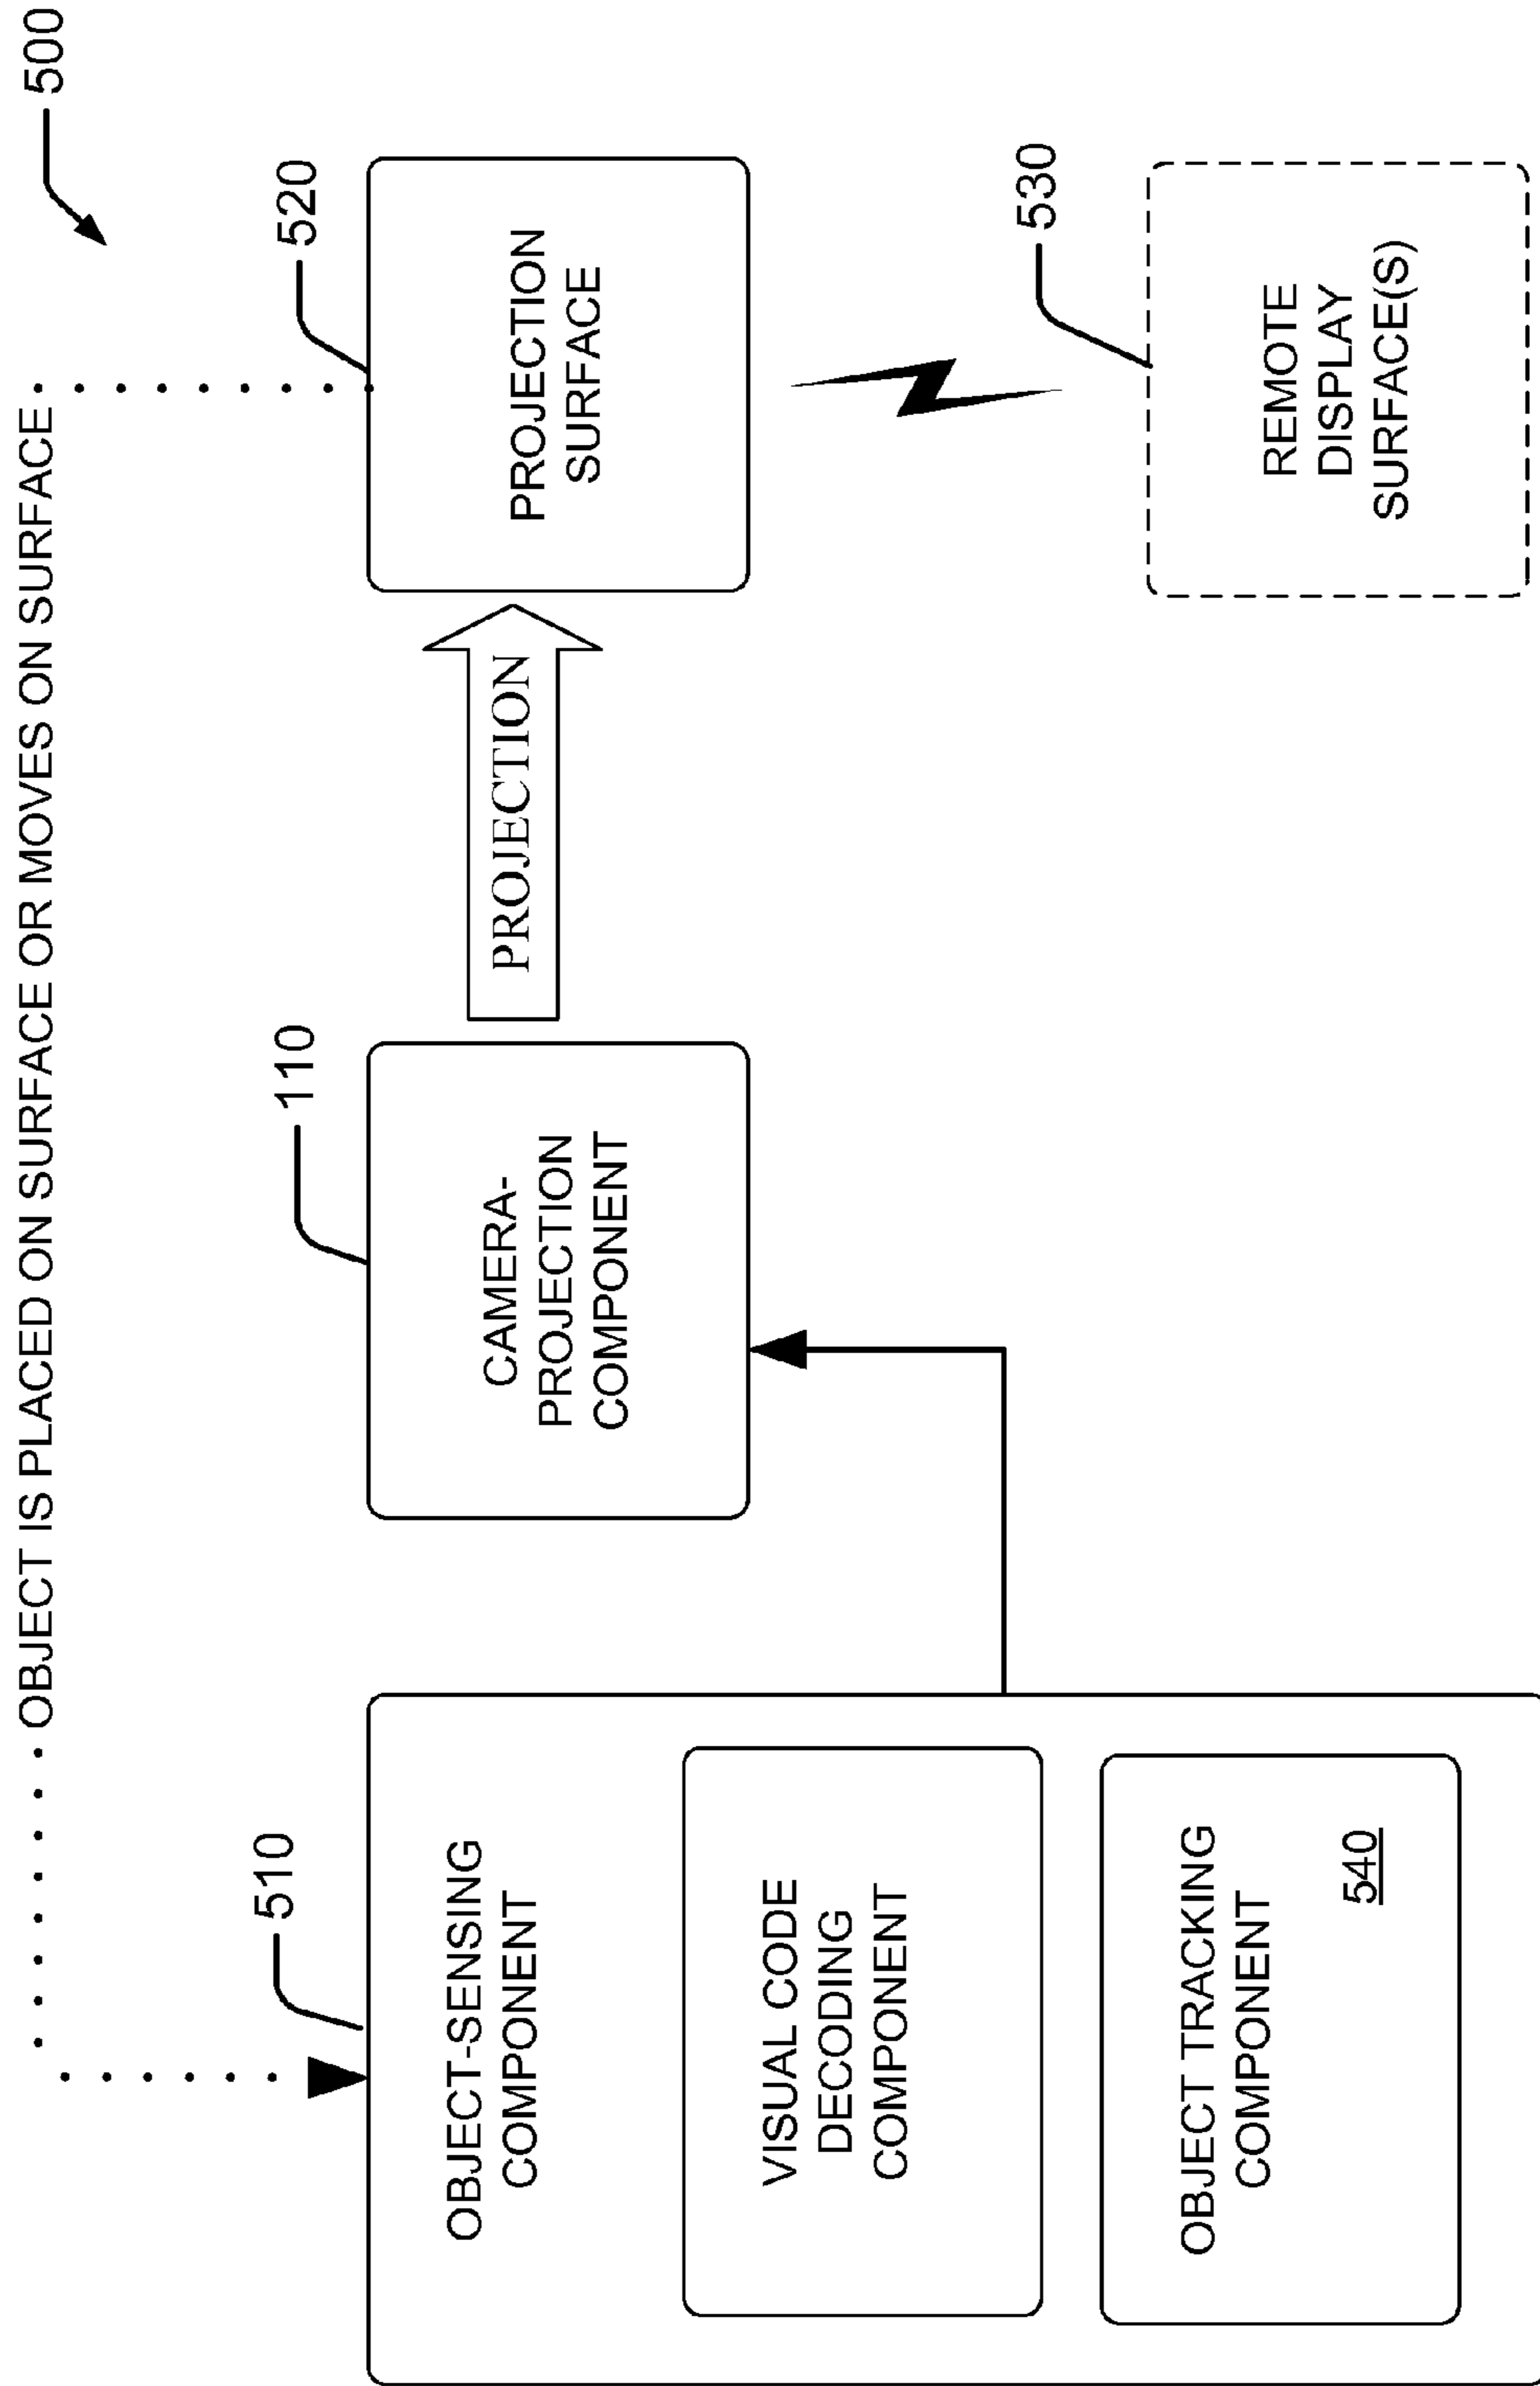 500
OBJECT IS PLACED ON SURFACE OR MOVES ON SURFACE
510
OBJECT-SENSING
COMPONENT
VISUAL CODE
DECODING
COMPONENT
OBJECT TRACKING
COMPONENT
540
110
CAMERA-
PROJECTION
COMPONENT
PROJECTION
520
PROJECTION
SURFACE
530
REMOTE
DISPLAY
SURFACE(S)